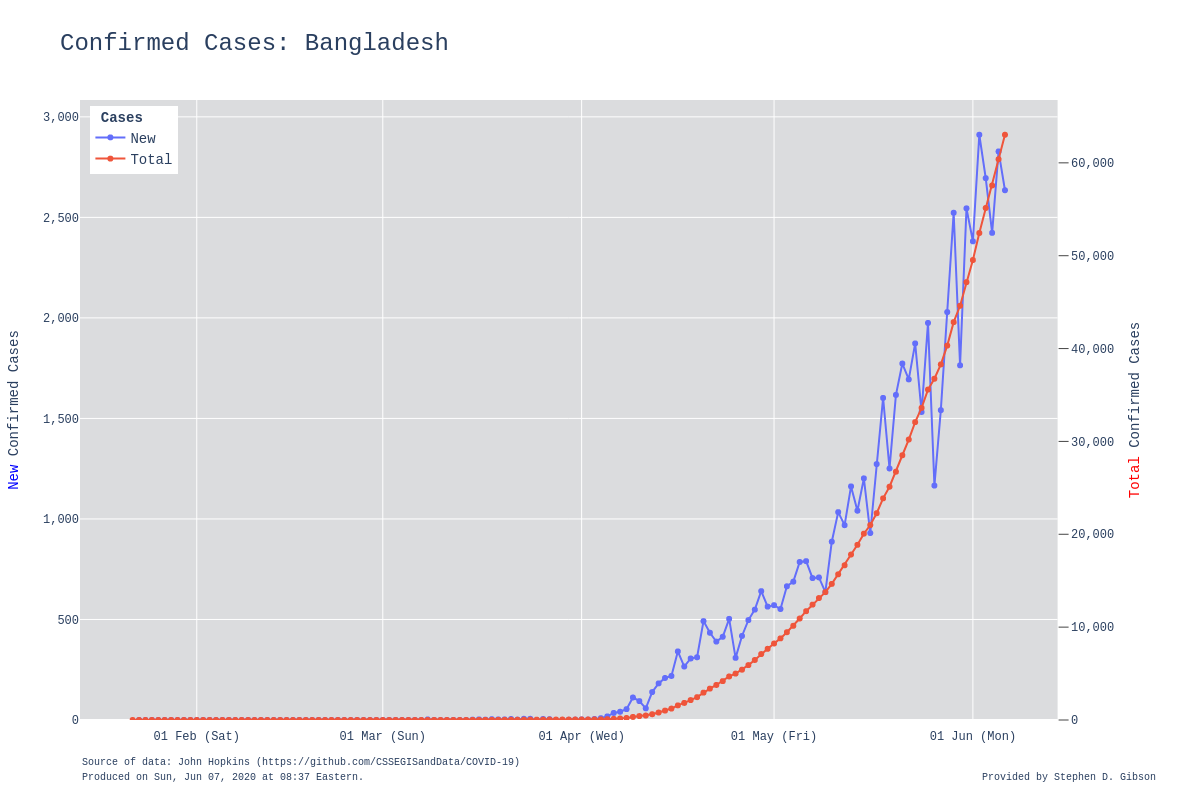 Confirmed Cases: Bangladesh
Cases
New
Total
3,000
2,500
2,000
1,500
1,000
500
0
New Confirmed Cases
60,000
50,000
40,000
30,000
20,000
10,000
0
Total Confirmed Cases
01 Feb (Sat)
01 Mar (Sun)
01 Apr (Wed)
01 May (Fri)
01 Jun (Mon)
Source of data: John Hopkins (https://github.com/CSSEGISandData/COVID-19)
Produced on Sun, Jun 07, 2020 at 08:37 Eastern.
Provided by Stephen D. Gibson